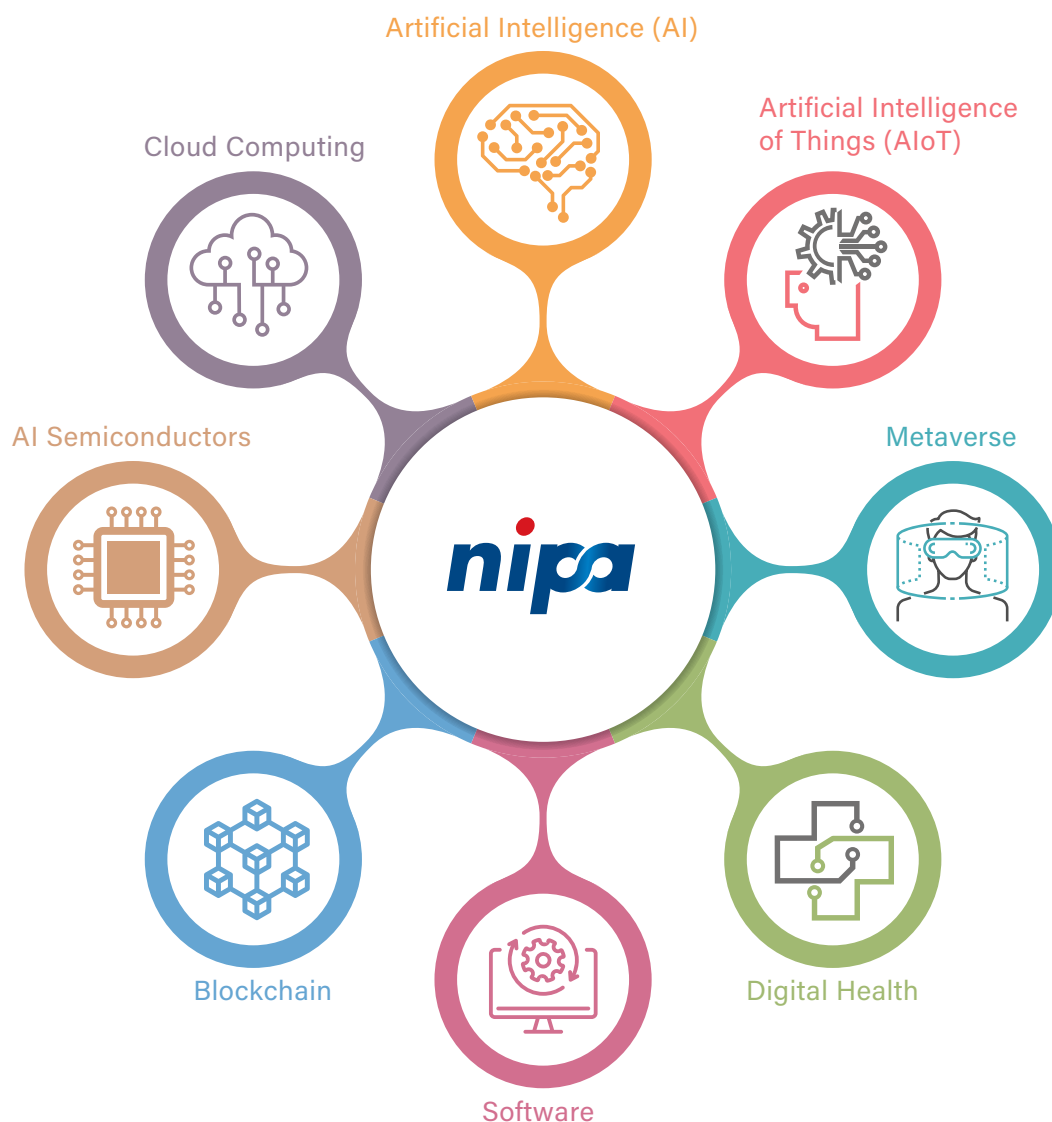 Artificial Intelligence (AI)
Artificial Intelligence
of Things (AIoT)
Cloud Computing
AI Semiconductors
Metaverse
nipa
Blockchain
Digital Health
Software